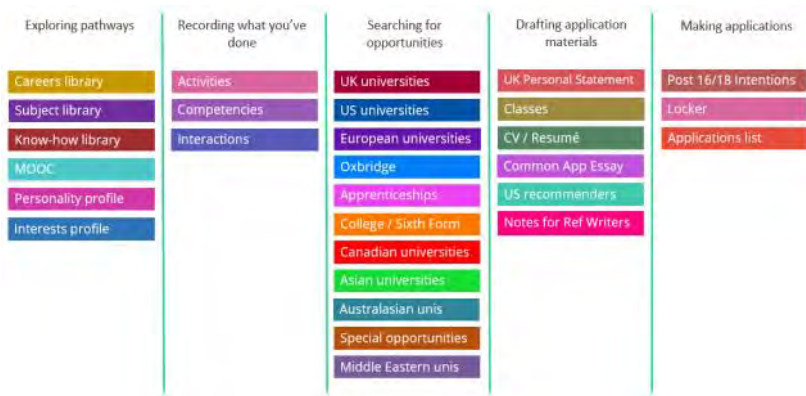 Exploring pathways
Careers library
Subject library
Know-how library
MOOC
Personality profile
Interests profile
Recording what you've
done
Activities
Competencies
Interactions
Searching for
opportunities
UK universities
US universities
European universities
Oxbridge
Apprenticeships
College / Sixth Form
Canadian universities
Asian universities
Australasian unis
Special opportunities
Middle Eastern unis
Drafting application
materials
UK Personal Statement
Classes
CV / Resumé
Common App Essay
US recommenders
Notes for Ref Writers
Making applications
Post 16/18 Intentions
Locker
Applications list